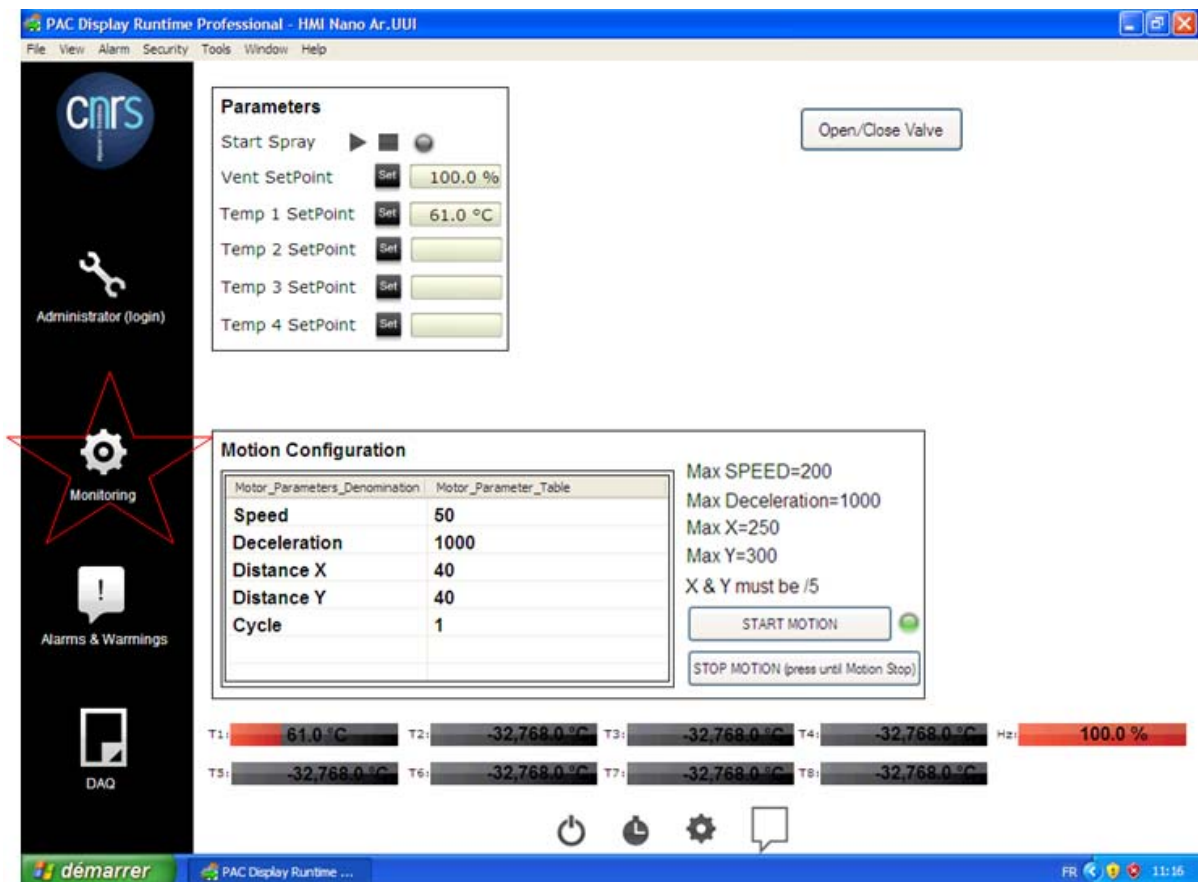 PAC Display Runtime Professional - HMI Nano Ar.UUI
File View Alarm Security Tools Window Help
cnrs
Administrator (login)
Monitoring
!
Alarms & Warnings
DAQ
Parameters
Start Spray
Vent SetPoint Set 100.0 %
Temp 1 SetPoint Set 61.0 °C
Temp 2 SetPoint Set
Temp 3 SetPoint Set
Temp 4 SetPoint Set
Open/Close Valve
Motion Configuration
Motor_Parameters_Denomination Motor_Parameter_Table
Speed 50
Deceleration 1000
Distance X 40
Distance Y 40
Cycle 1
Max SPEED=200
Max Deceleration=1000
Max X=250
Max Y=300
X & Y must be /5
START MOTION
STOP MOTION (press until Motion Stop)
T1: 61.0 °C T2: -32,768.0 °C T3: -32,768.0 °C T4: -32,768.0 °C Hz: 100.0 %
T5: -32,768.0 °C T6: -32,768.0 °C T7: -32,768.0 °C T8: -32,768.0 °C
démarrer PAC Display Runtime ... FR 11:16